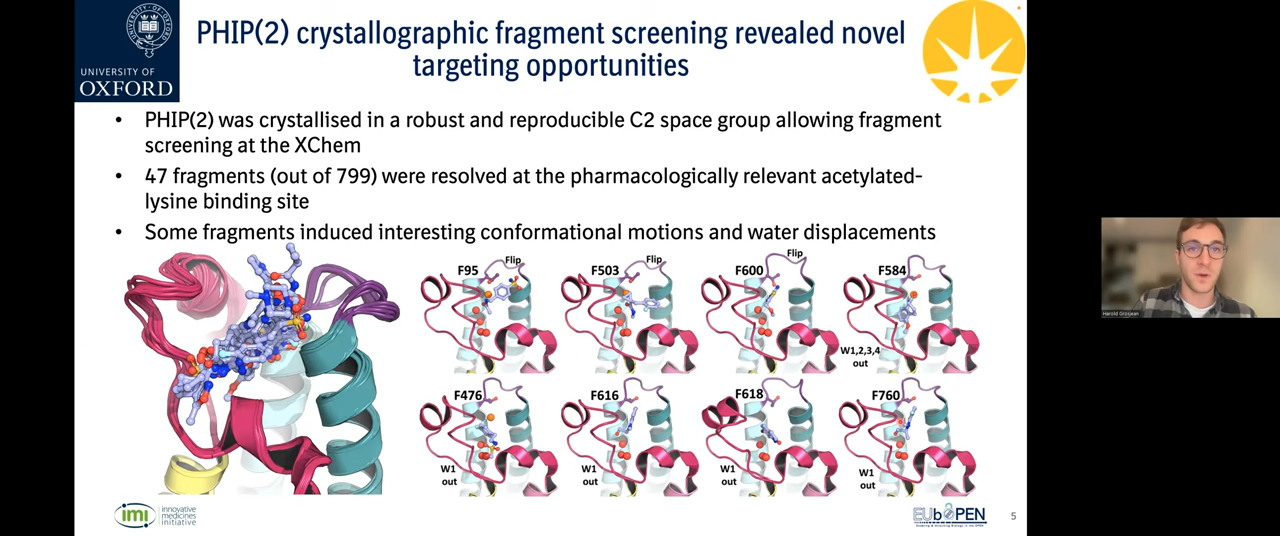 UNIVERSITY OF
OXFORD
PHIP(2) crystallographic fragment screening revealed novel
targeting opportunities
• PHIP(2) was crystallised in a robust and reproducible C2 space group allowing fragment
screening at the XChem
• 47 fragments (out of 799) were resolved at the pharmacologically relevant acetylated-
lysine binding site
• Some fragments induced interesting conformational motions and water displacements
F95
Flip
F503
Flip
F600
Flip
F584
W1,2,3,4
out
F476
W1
out
F616
W1
out
F618
W1
out
F760
W1
out
Harold Grosjean
imi innovative
medicines
initiative
EUbOPEN
5